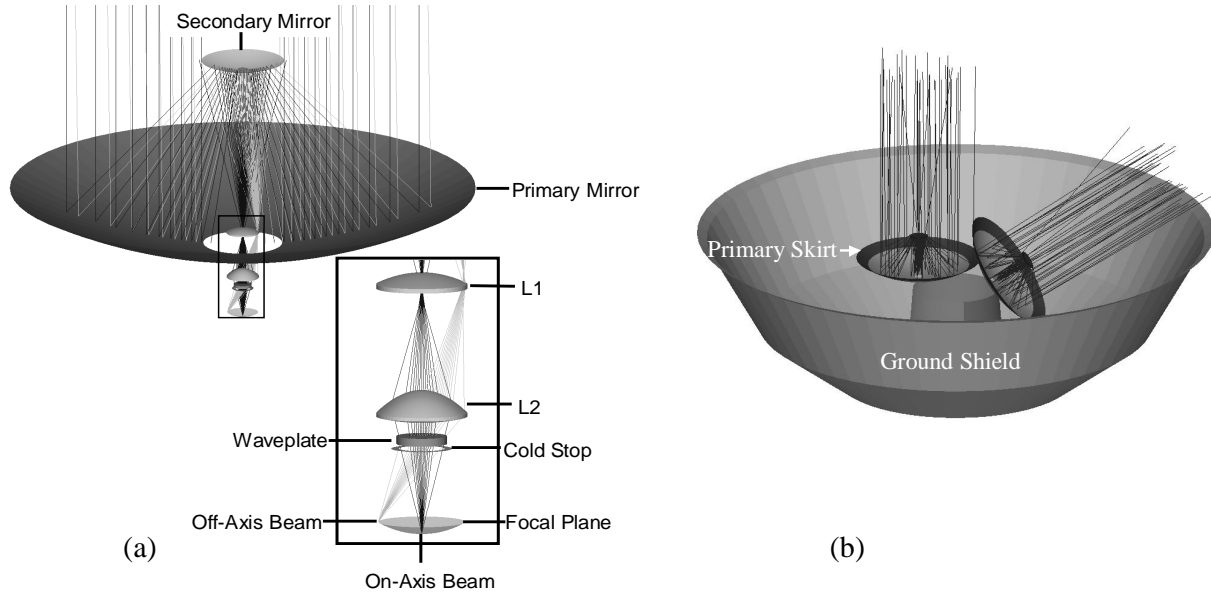 Secondary Mirror
Primary Mirror
L1
L2
Waveplate
Cold Stop
Off-Axis Beam
Focal Plane
On-Axis Beam
(a)
Primary Skirt
Ground Shield
(b)